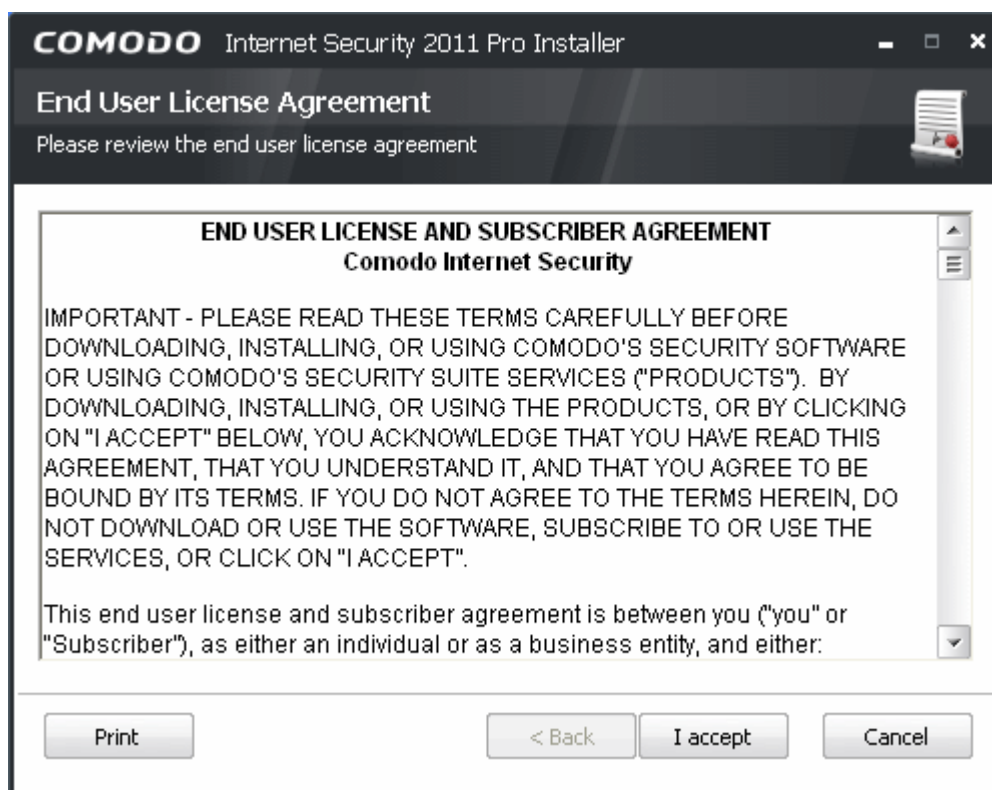 COMODO Internet Security 2011 Pro Installer
End User License Agreement
Please review the end user license agreement
END USER LICENSE AND SUBSCRIBER AGREEMENT
Comodo Internet Security
IMPORTANT - PLEASE READ THESE TERMS CAREFULLY BEFORE
DOWNLOADING, INSTALLING, OR USING COMODO'S SECURITY SOFTWARE
OR USING COMODO'S SECURITY SUITE SERVICES ("PRODUCTS").  BY
DOWNLOADING, INSTALLING, OR USING THE PRODUCTS, OR BY CLICKING
ON "I ACCEPT" BELOW, YOU ACKNOWLEDGE THAT YOU HAVE READ THIS
AGREEMENT, THAT YOU UNDERSTAND IT, AND THAT YOU AGREE TO BE
BOUND BY ITS TERMS. IF YOU DO NOT AGREE TO THE TERMS HEREIN, DO
NOT DOWNLOAD OR USE THE SOFTWARE, SUBSCRIBE TO OR USE THE
SERVICES, OR CLICK ON "I ACCEPT".
This end user license and subscriber agreement is between you ("you" or
"Subscriber"), as either an individual or as a business entity, and either:
Print
< Back
I accept
Cancel